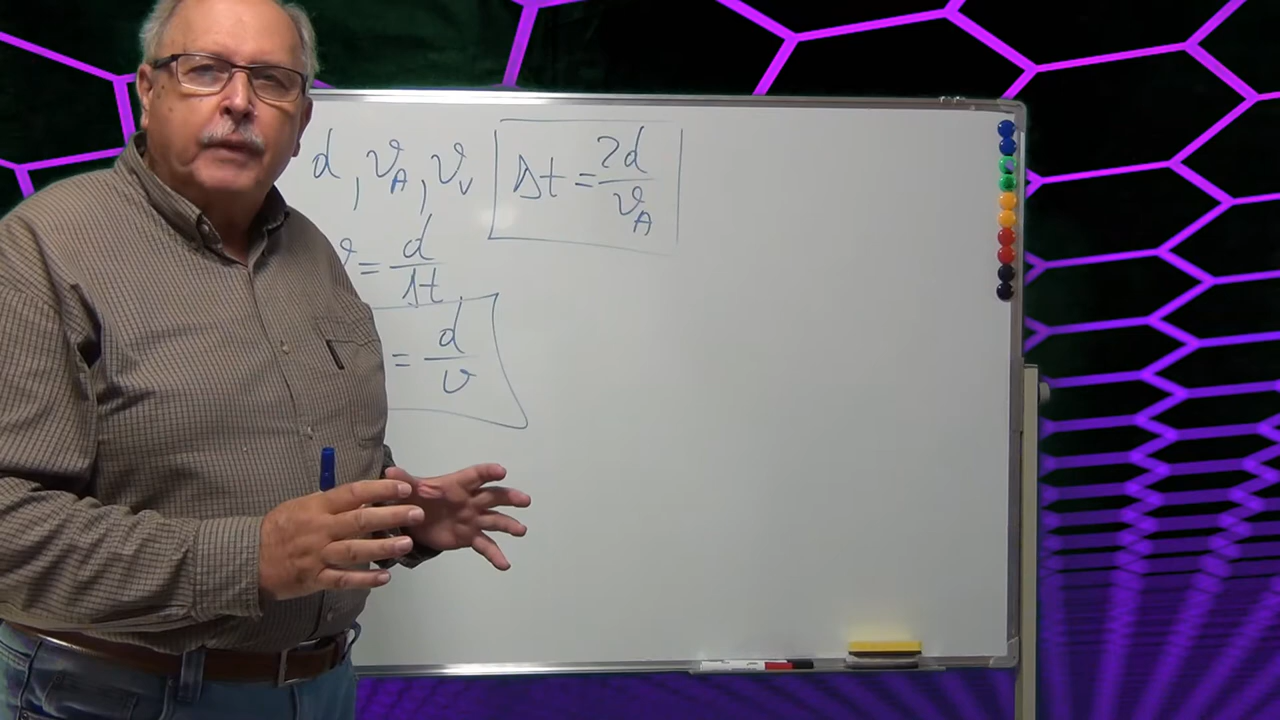 d, v_A, v_v
Δt = 2d / v_A
v = d / Δt
= d / v